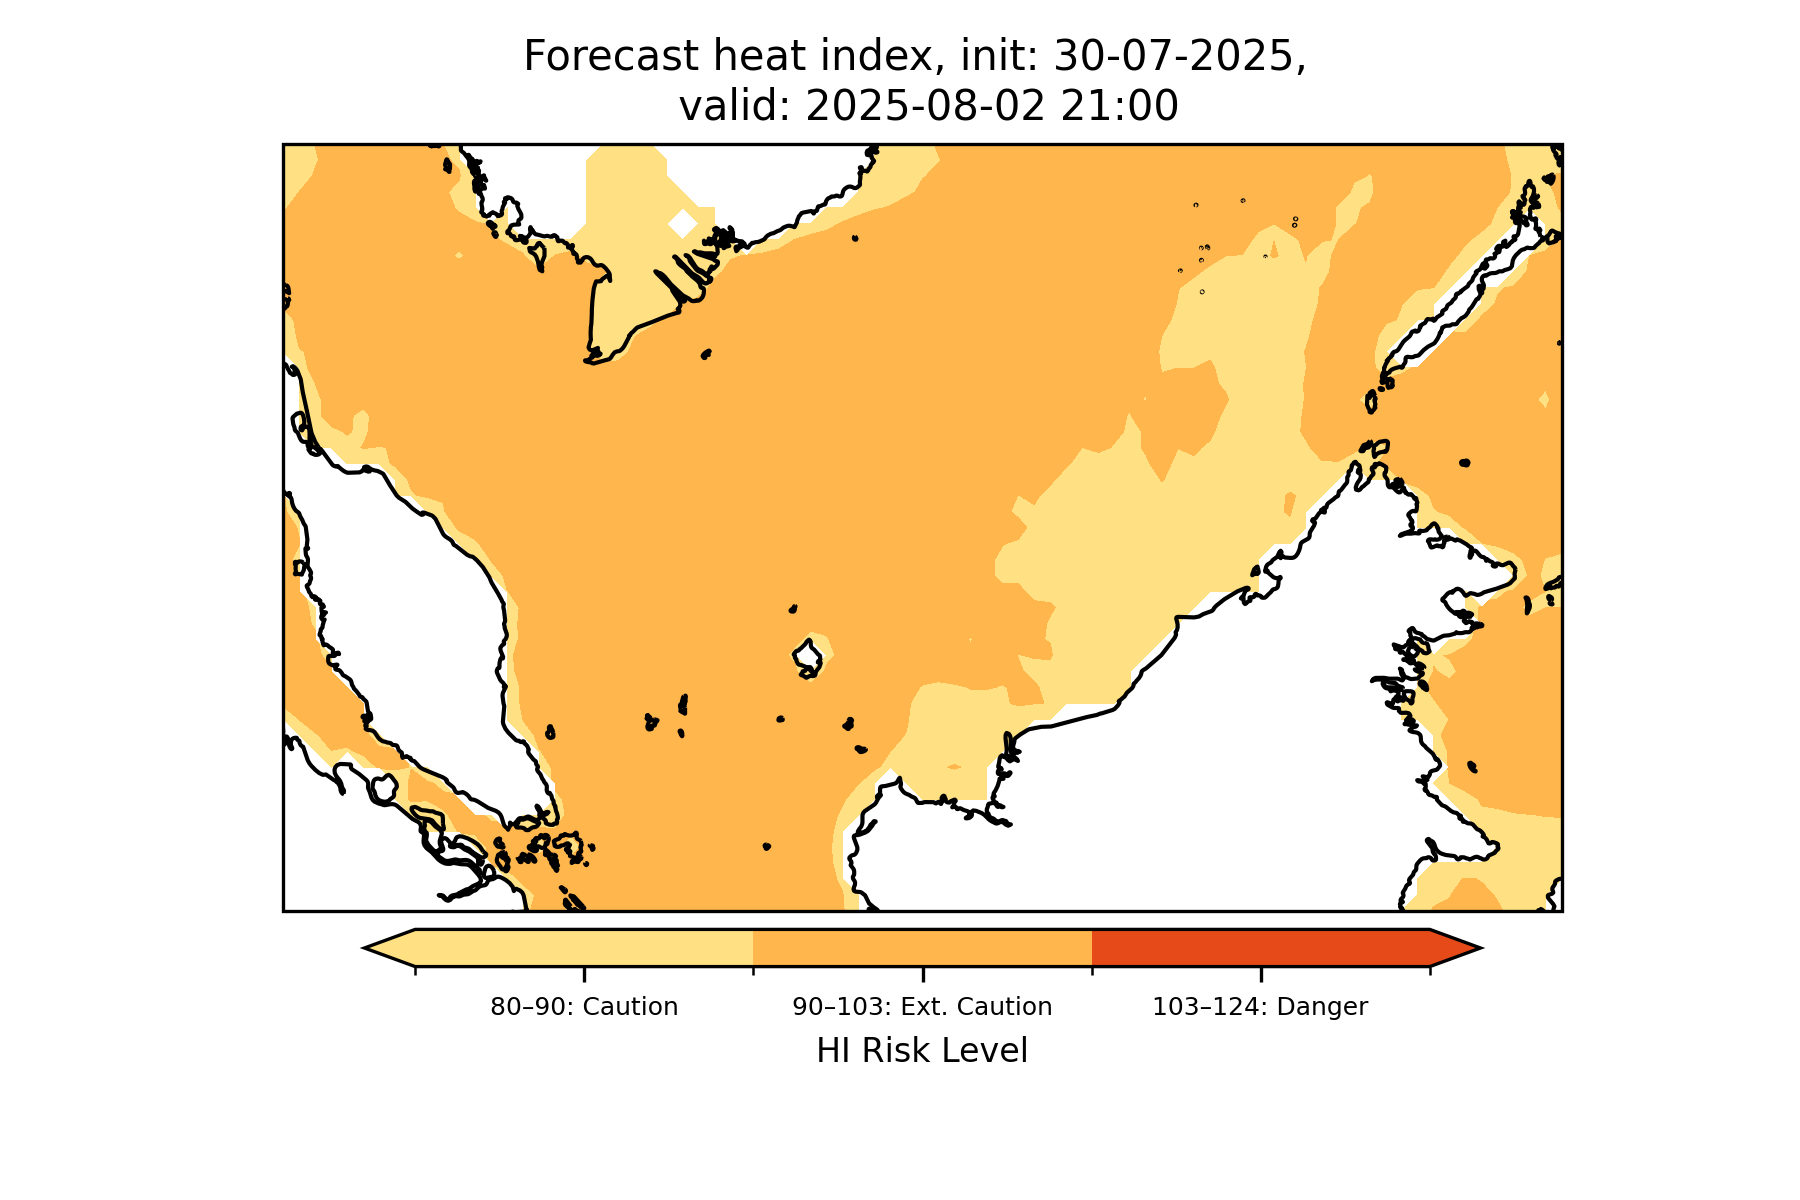 Forecast heat index, init: 30-07-2025,
valid: 2025-08-02 21:00
80–90: Caution
90–103: Ext. Caution
103–124: Danger
HI Risk Level